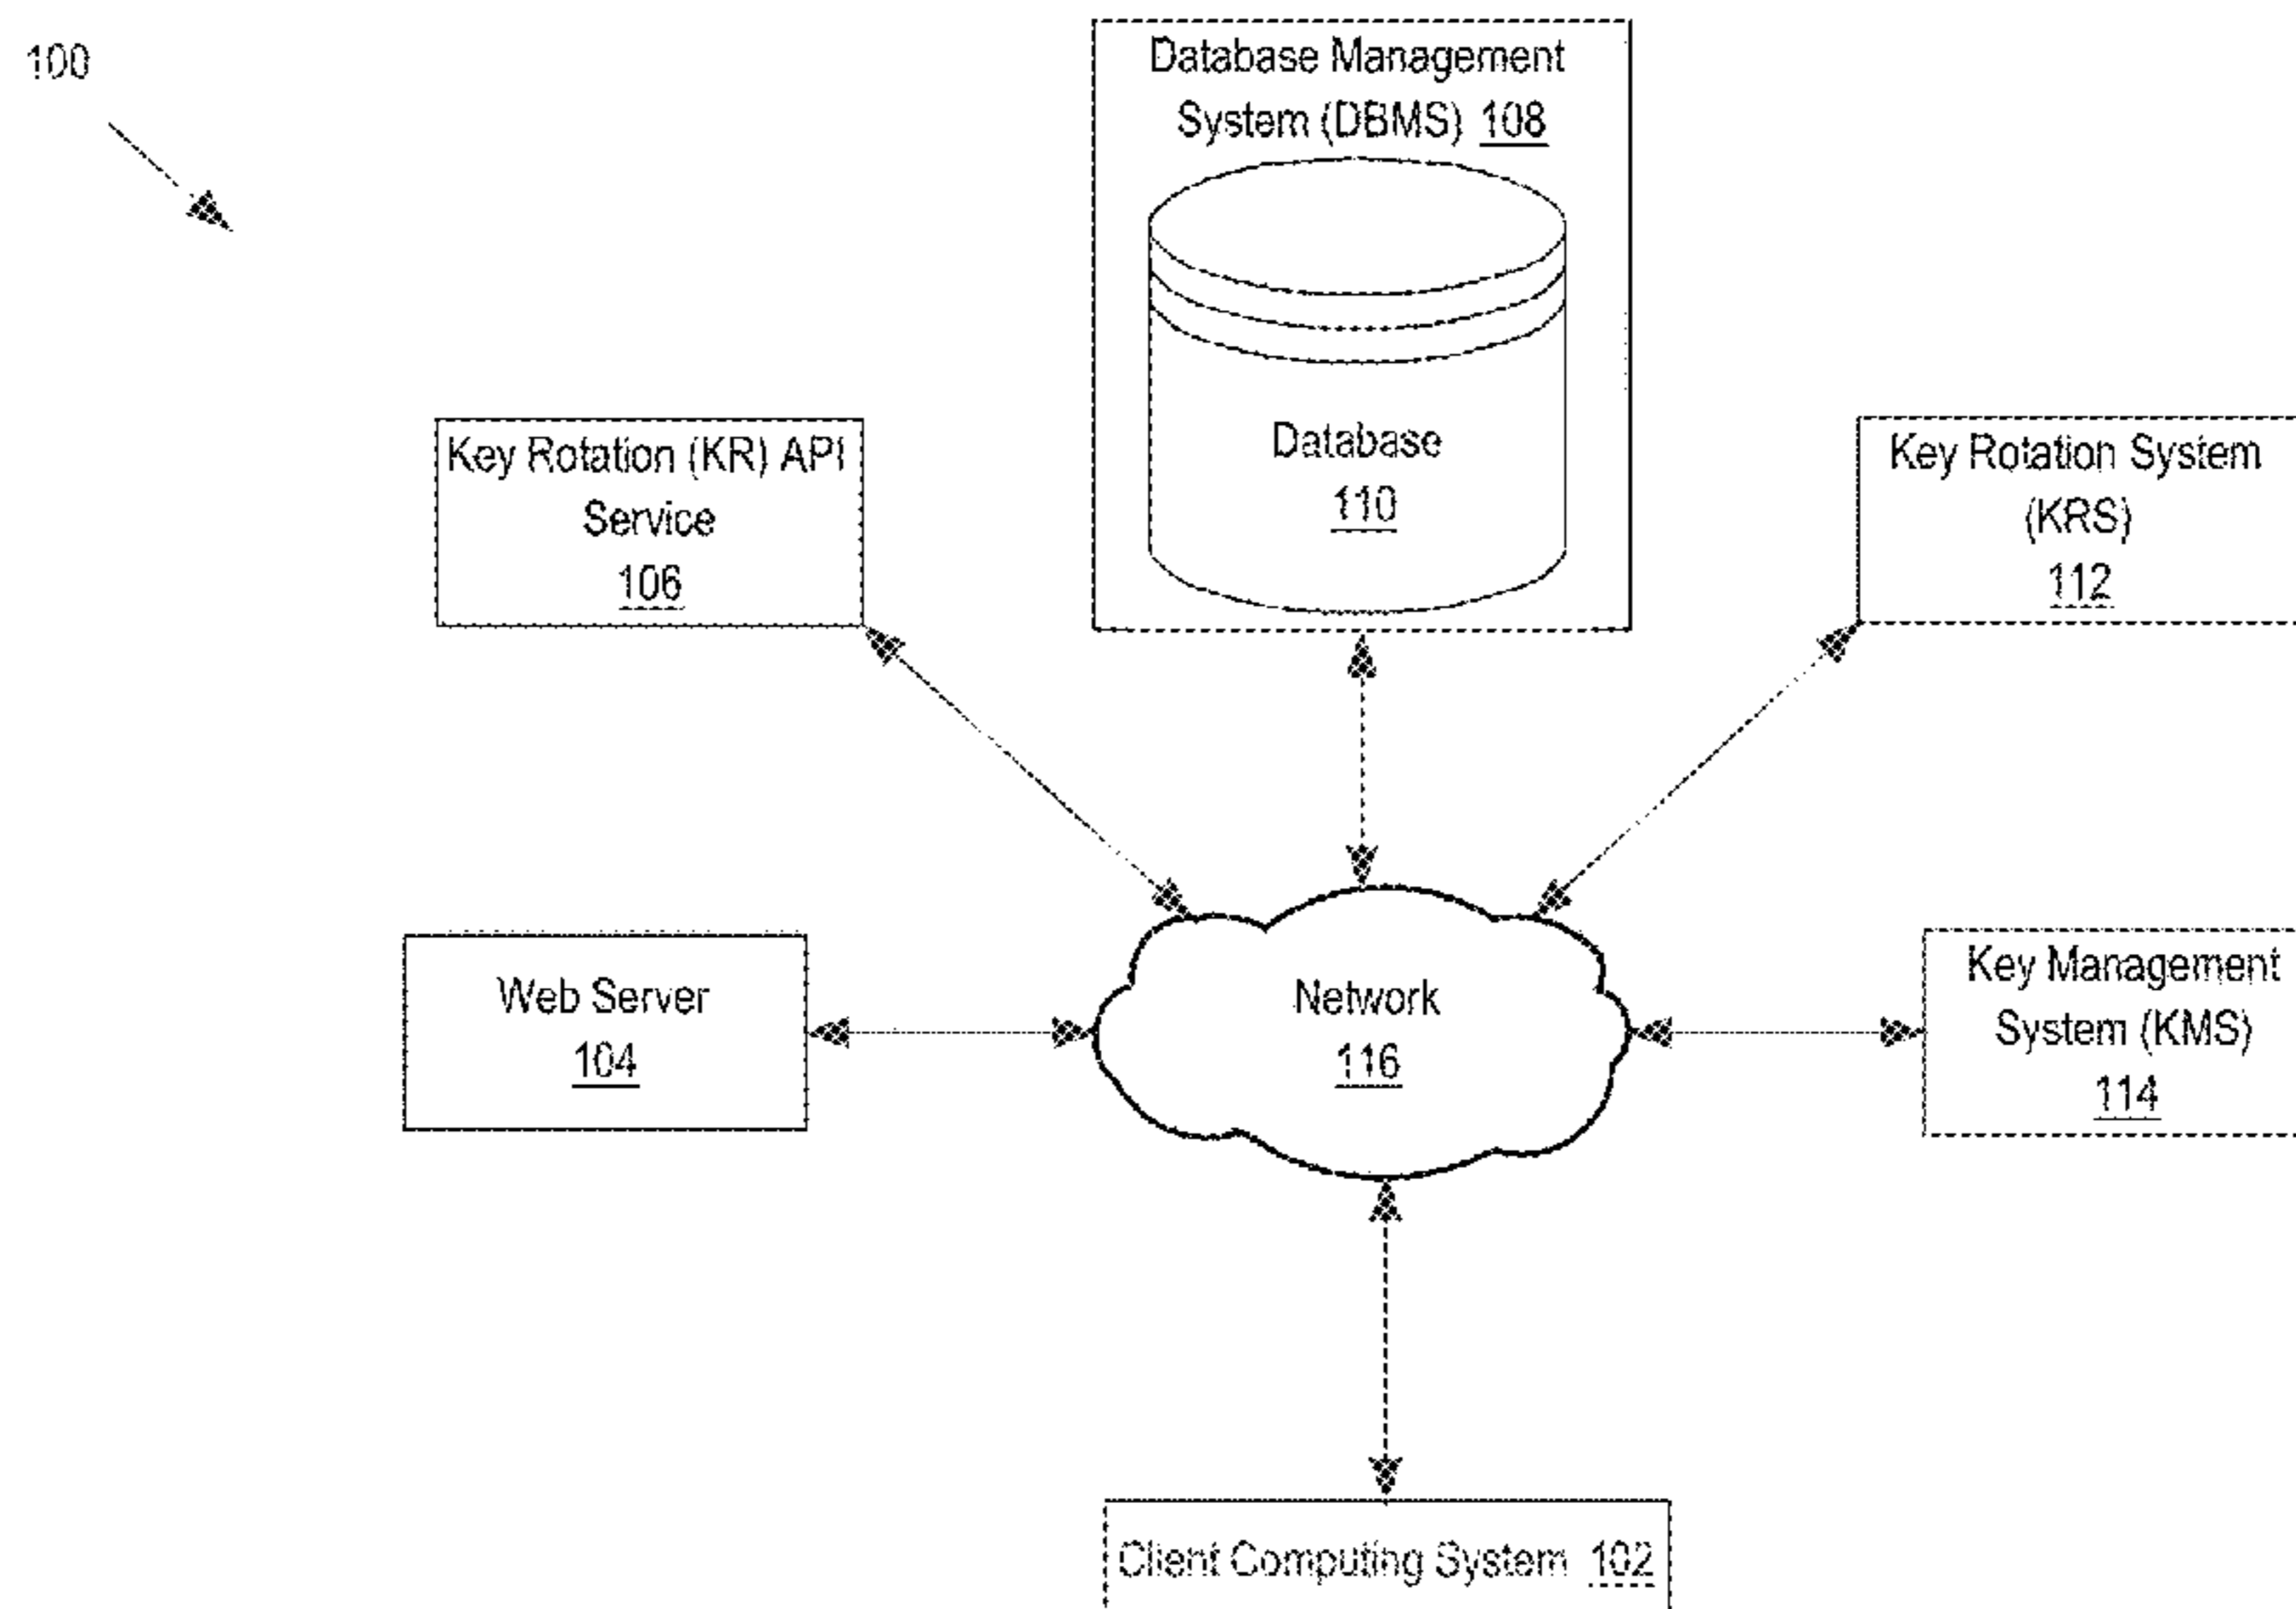 100
Database Management
System (DBMS) 108
Database
110
Key Rotation (KR) API
Service
106
Key Rotation System
(KRS)
112
Web Server
104
Network
116
Key Management
System (KMS)
114
Client Computing System 102